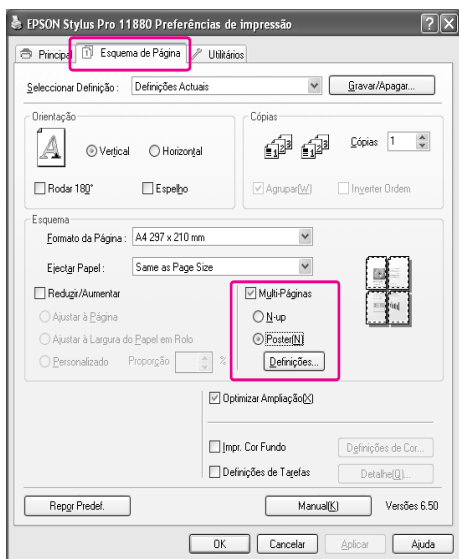 EPSON Stylus Pro 11880 Preferências de impressão
Principal Esquema de Página Utilitários
Seleccionar Definição : Definições Actuais Gravar/Apagar...
Orientação
Vertical Horizontal
Rodar 180° Espelho
Cópias
Cópias 1
Agrupar(W) Inverter Ordem
Esquema
Formato da Página : A4 297 x 210 mm
Ejectar Papel : Same as Page Size
Reduzir/Aumentar
Ajustar à Página
Ajustar à Largura do Papel em Rolo
Personalizado Proporção %
Multi-Páginas
N-up
Poster(N)
Definições...
Optimizar Ampliação(X)
Impr. Cor Fundo Definições de Cor...
Definições de Tarefas Detalhe(Q)...
Repor Predef. Manual(K) Versões 6.50
OK Cancelar Aplicar Ajuda